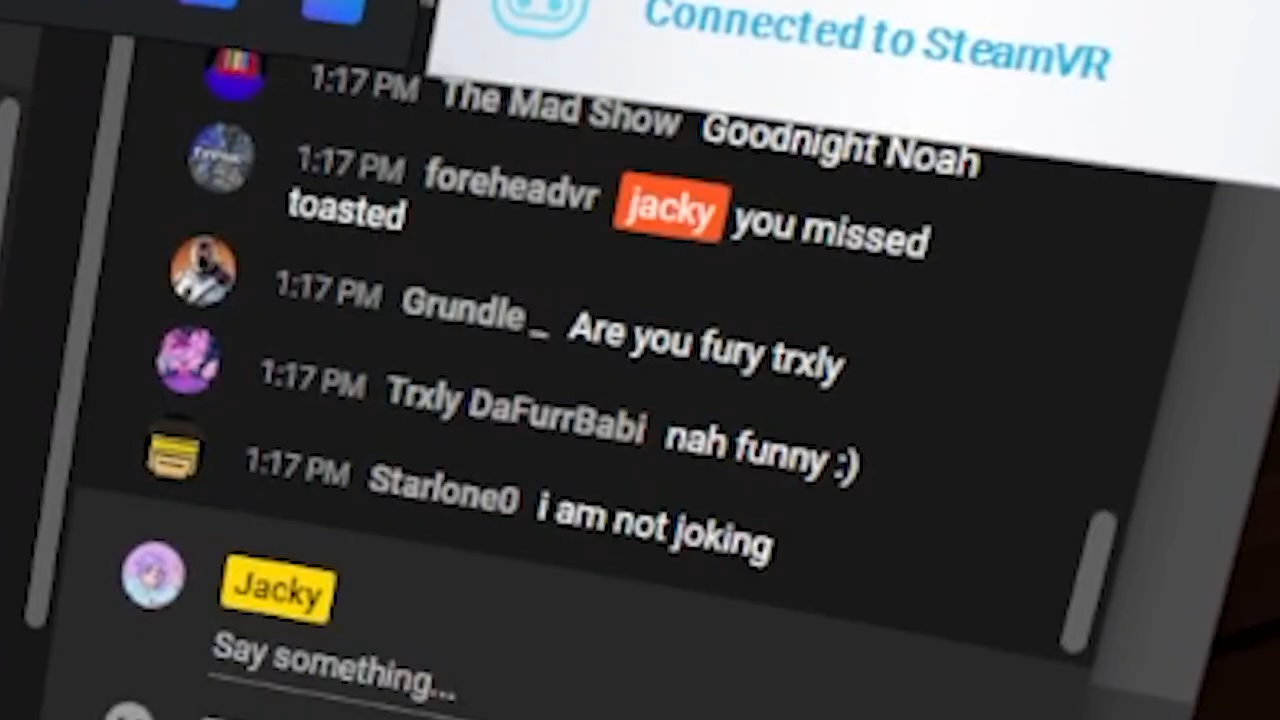 Connected to SteamVR
1:17 PM The Mad Show Goodnight Noah
1:17 PM foreheadvr jacky you missed
toasted
1:17 PM Grundle_ Are you fury trxly
1:17 PM Trxly DaFurrBabi nah funny :)
1:17 PM Starlone0 i am not joking
Jacky
Say something...